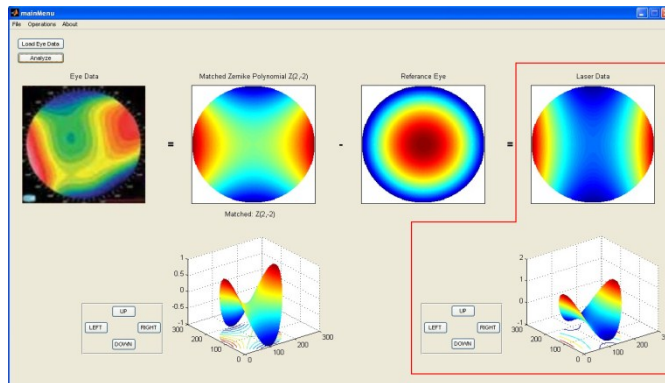 mainMenu
File Operations About
Load Eye Data
Analyze
Eye Data
Matched Zernike Polynomial Z(2,-2)
Referance Eye
Laser Data
=
-
=
Matched: Z(2,-2)
1
0.5
0
-0.5
-1
300
200
100
0
0
100
200
300
UP
LEFT
RIGHT
DOWN
2
1
0
-1
300
200
100
0
0
100
200
300
UP
LEFT
RIGHT
DOWN